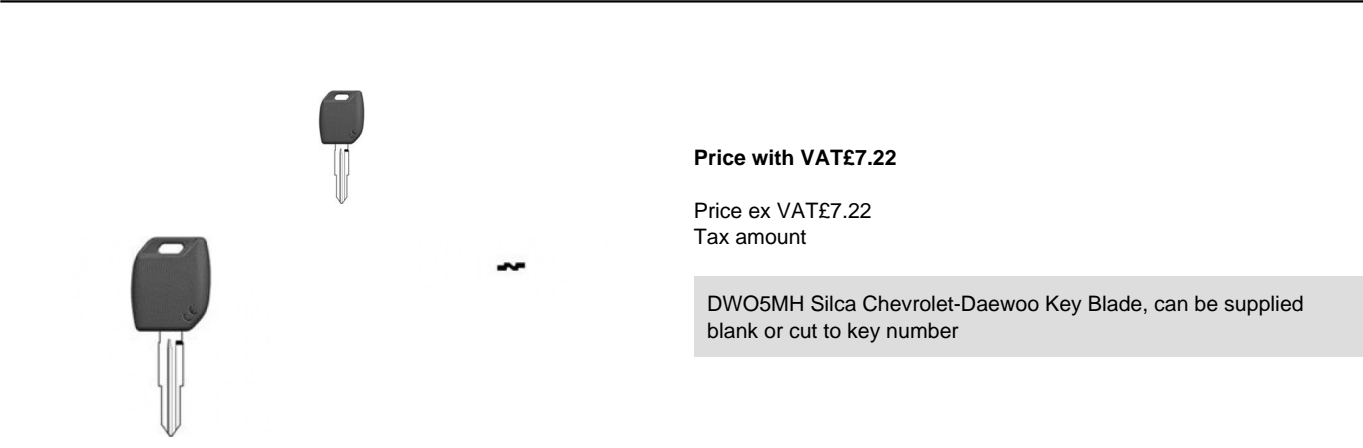 Price with VAT£7.22
Price ex VAT£7.22
Tax amount
DWO5MH Silca Chevrolet-Daewoo Key Blade, can be supplied
blank or cut to key number